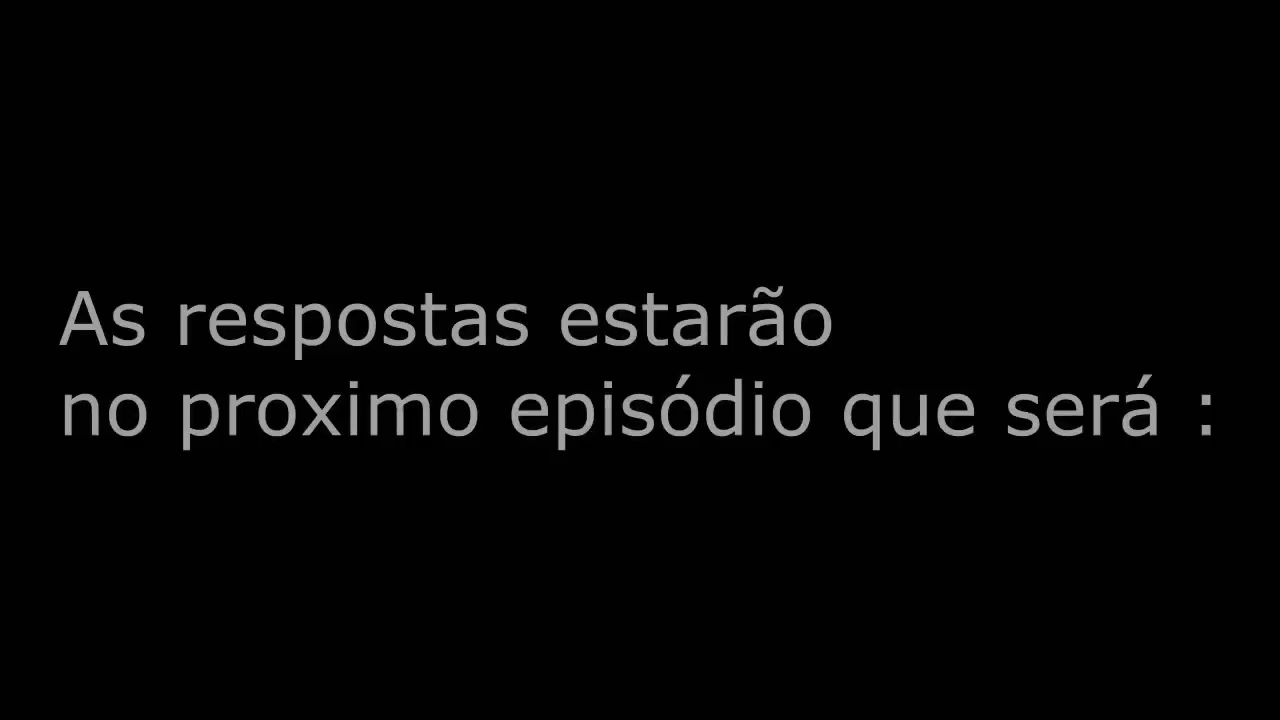 As respostas estarão
no proximo episódio que será :